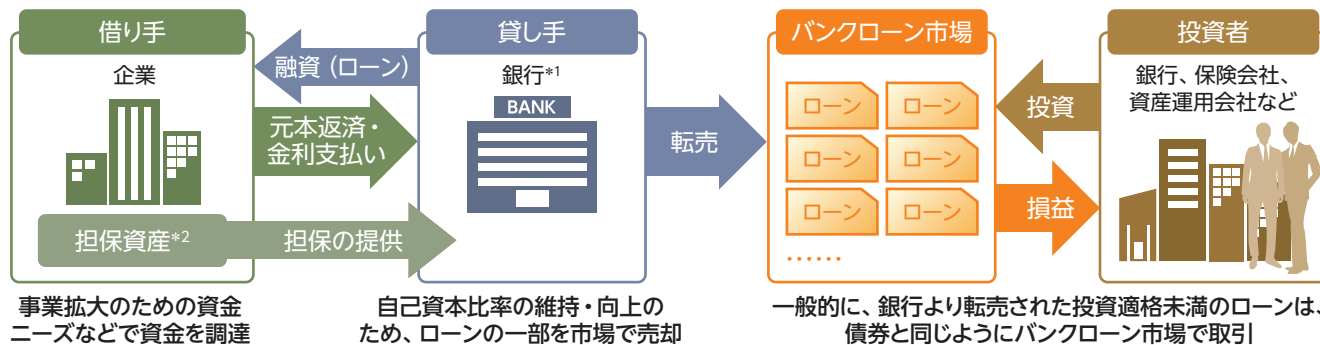 借り手
企業
担保資産*2
事業拡大のための資金
ニーズなどで資金を調達
融資(ローン)
元本返済・
金利支払い
担保の提供
貸し手
銀行*1
BANK
自己資本比率の維持・向上の
ため、ローンの一部を市場で売却
転売
バンクローン市場
ローン ローン
ローン ローン
ローン ローン
……
投資
損益
投資者
銀行、保険会社、
資産運用会社など
一般的に、銀行より転売された投資適格未満のローンは、
債券と同じようにバンクローン市場で取引